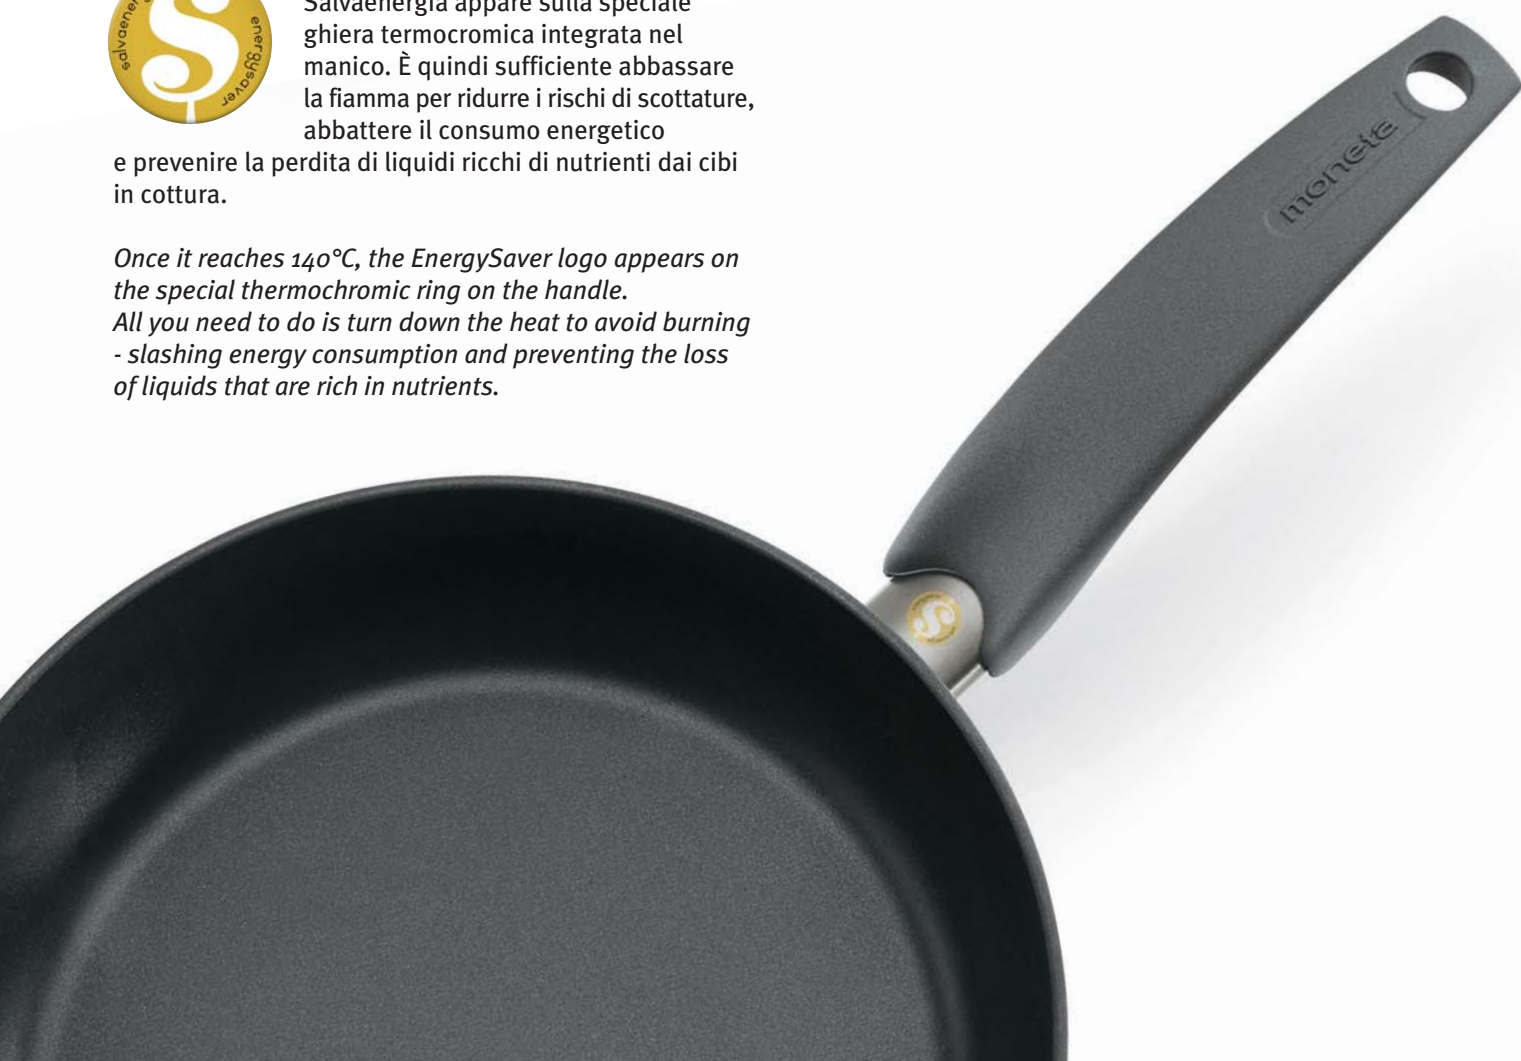 salvaener
energysaver
Salvaenergia appare sulla speciale
ghiera termocromica integrata nel
manico. È quindi sufficiente abbassare
la fiamma per ridurre i rischi di scottature,
abbattere il consumo energetico
e prevenire la perdita di liquidi ricchi di nutrienti dai cibi
in cottura.
Once it reaches 140°C, the EnergySaver logo appears on
the special thermochromic ring on the handle.
All you need to do is turn down the heat to avoid burning
- slashing energy consumption and preventing the loss
of liquids that are rich in nutrients.
moneta